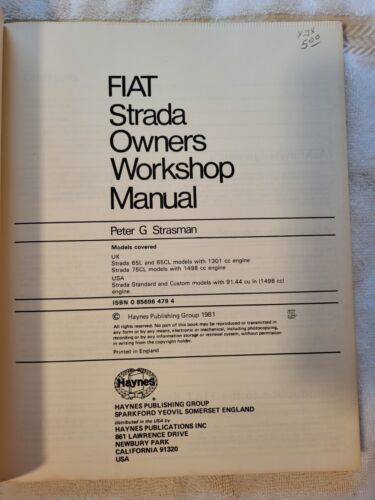 5.00
FIAT
Strada
Owners
Workshop
Manual
Peter G Strasman
Models covered
UK
Strada 65L and 65CL models with 1301 cc engine
Strada 75CL models with 1498 cc engine
USA
Strada Standard and Custom models with 91.44 cu in (1498 cc)
engine
ISBN 0 85696 479 4
© Haynes Publishing Group 1981
All rights reserved. No part of this book may be reproduced or transmitted in
any form or by any means, electronic or mechanical, including photocopying,
recording or by any information storage or retrieval system, without permission
in writing from the copyright holder.
Printed in England
Haynes
HAYNES PUBLISHING GROUP
SPARKFORD YEOVIL SOMERSET ENGLAND
distributed in the USA by
HAYNES PUBLICATIONS INC
861 LAWRENCE DRIVE
NEWBURY PARK
CALIFORNIA 91320
USA